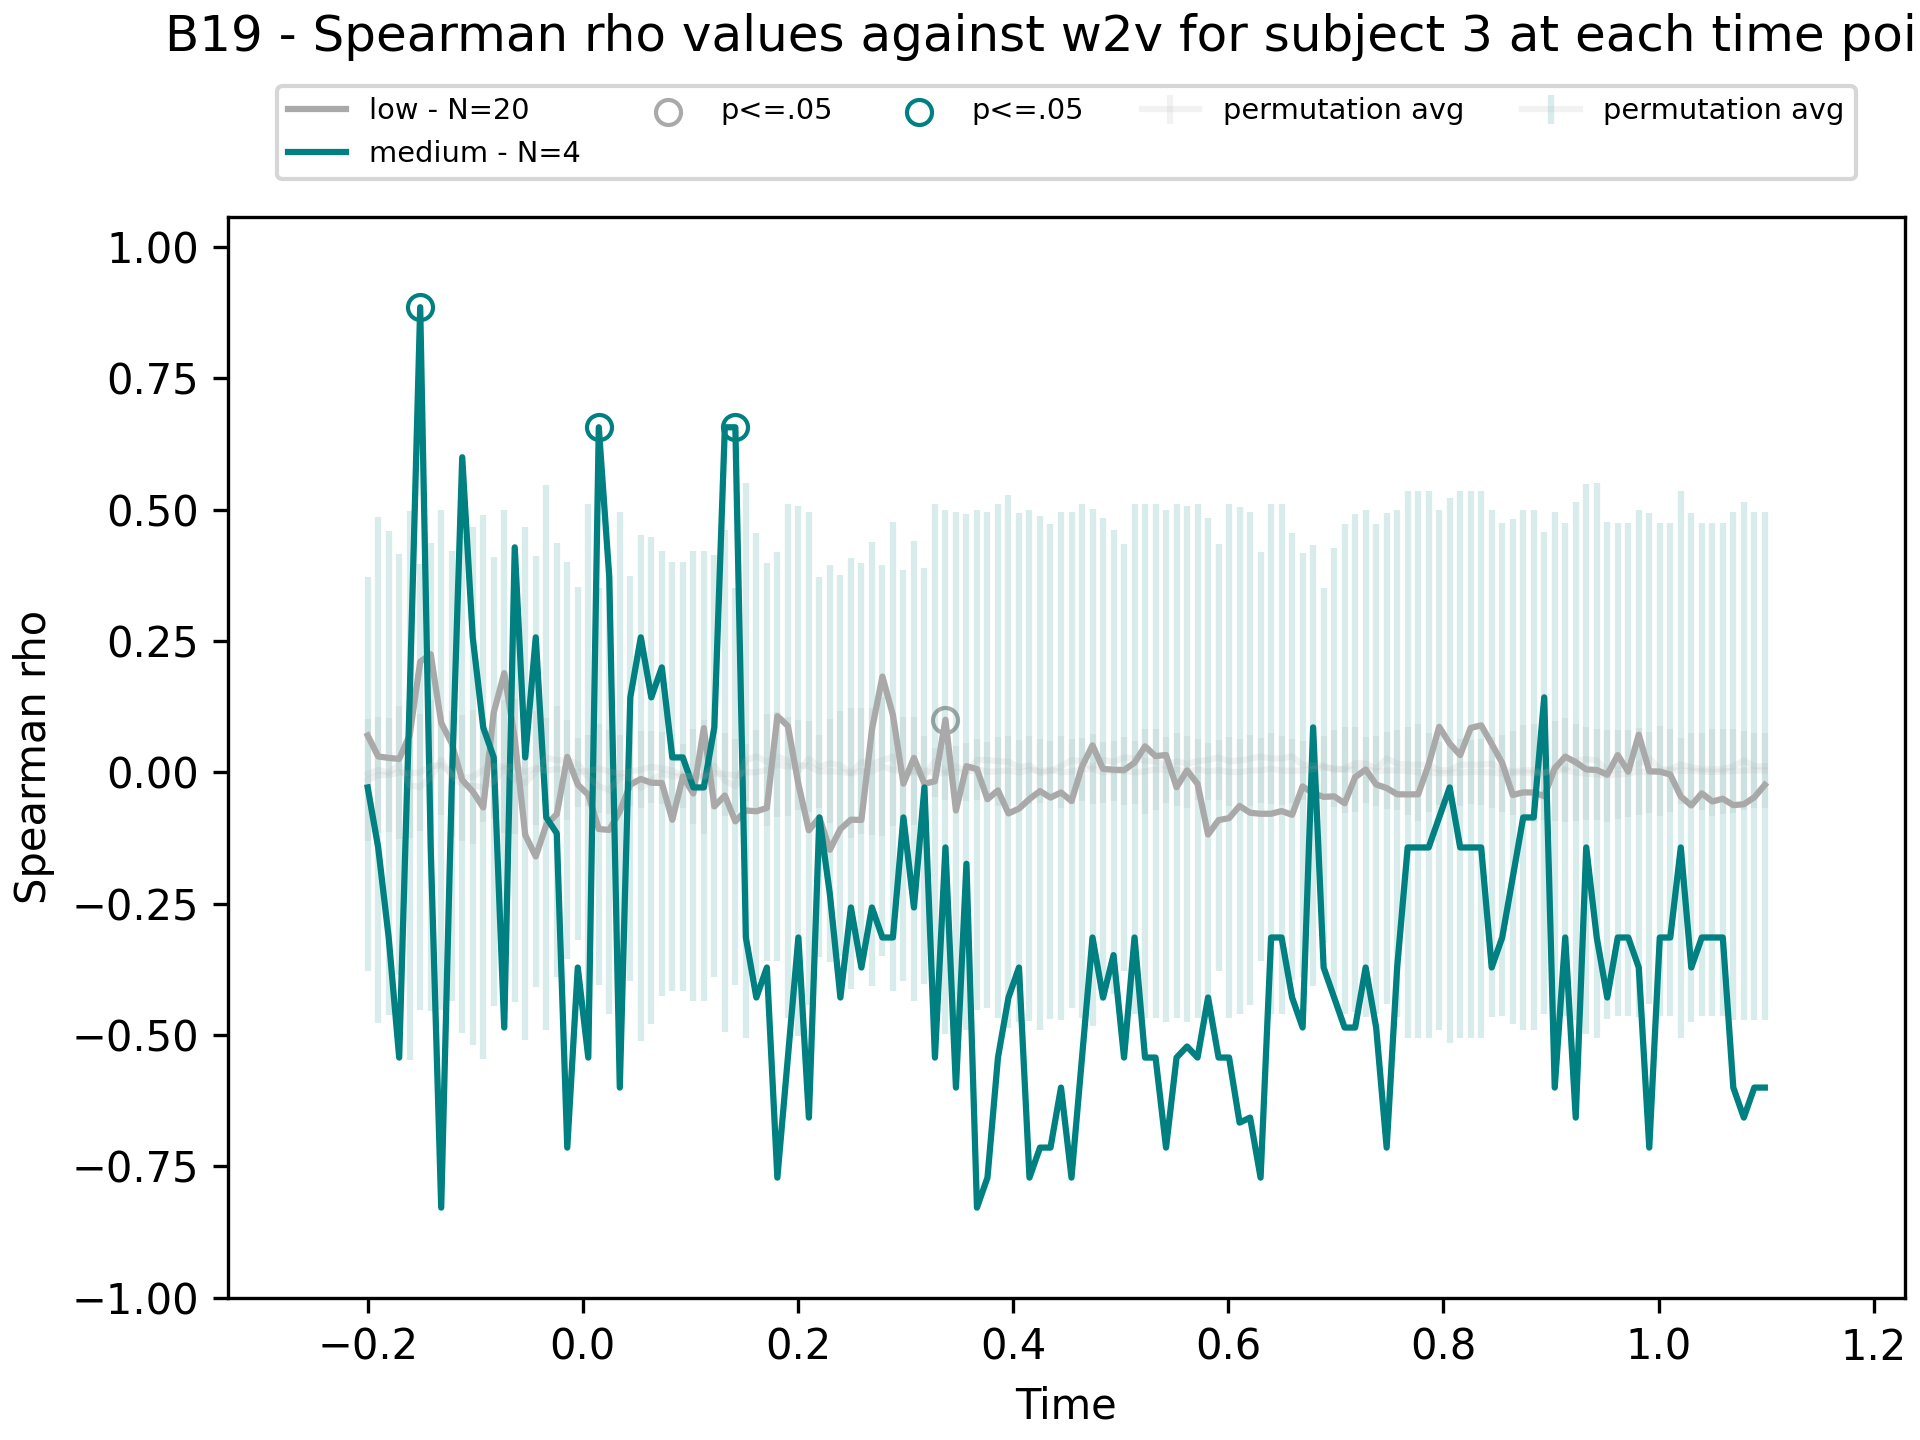 B19 - Spearman rho values against w2v for subject 3 at each time poi
low - N=20
medium - N=4
p<=.05
p<=.05
permutation avg
permutation avg
1.00
0.75
0.50
0.25
0.00
−0.25
−0.50
−0.75
−1.00
Spearman rho
−0.2
0.0
0.2
0.4
0.6
0.8
1.0
1.2
Time